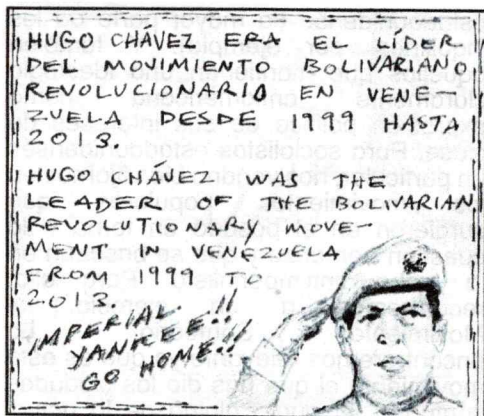 HUGO CHÁVEZ ERA EL LÍDER
DEL MOVIMIENTO BOLIVARIANO
REVOLUCIONARIO EN VENE-
ZUELA DESDE 1999 HASTA
2013.
HUGO CHÁVEZ WAS THE
LEADER OF THE BOLIVARIAN
REVOLUTIONARY MOVE-
MENT IN VENEZUELA
FROM 1999 TO
2013.
IMPERIAL
YANKEE!!
GO HOME!!